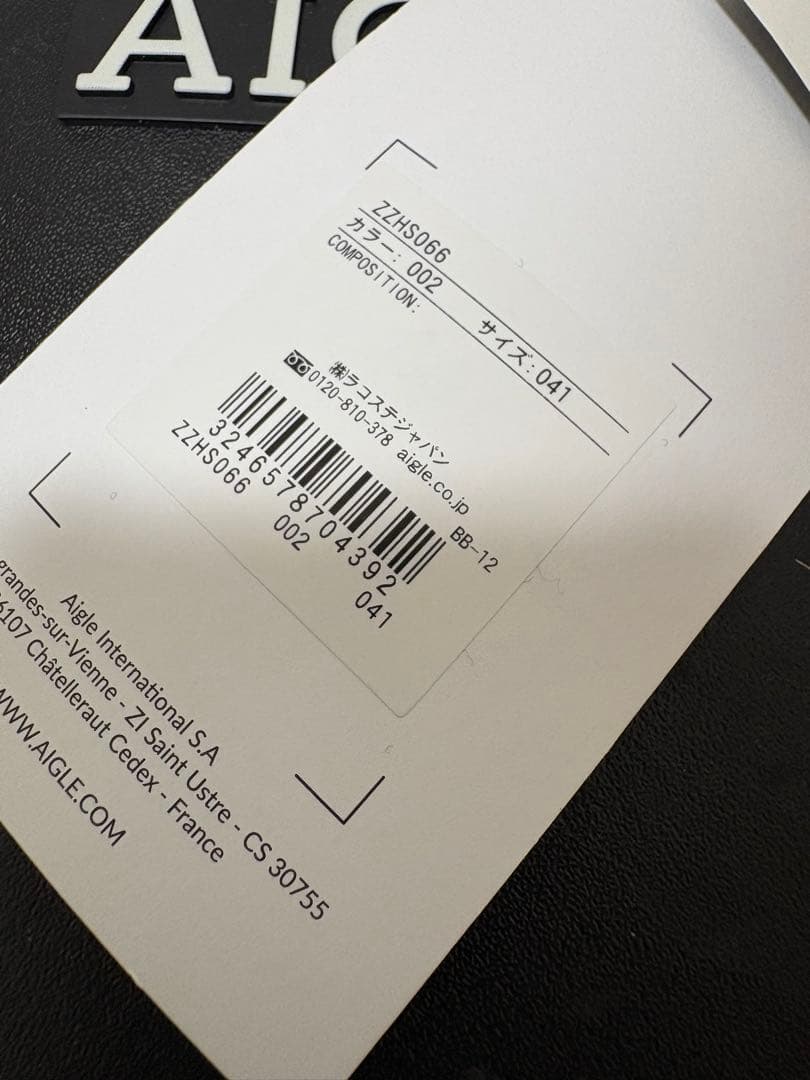 AIG
ZZHS066
カラー: 002 サイズ: 041
COMPOSITION:
㈱ラコステジャパン
0120-810-378 aigle.co.jp
BB-12
3246578704392
ZZHS066 002 041
Aigle International S.A
grandes-sur-Vienne - ZI Saint Ustre - CS 30755
6107 Châtelleraut Cedex - France
WWW.AIGLE.COM